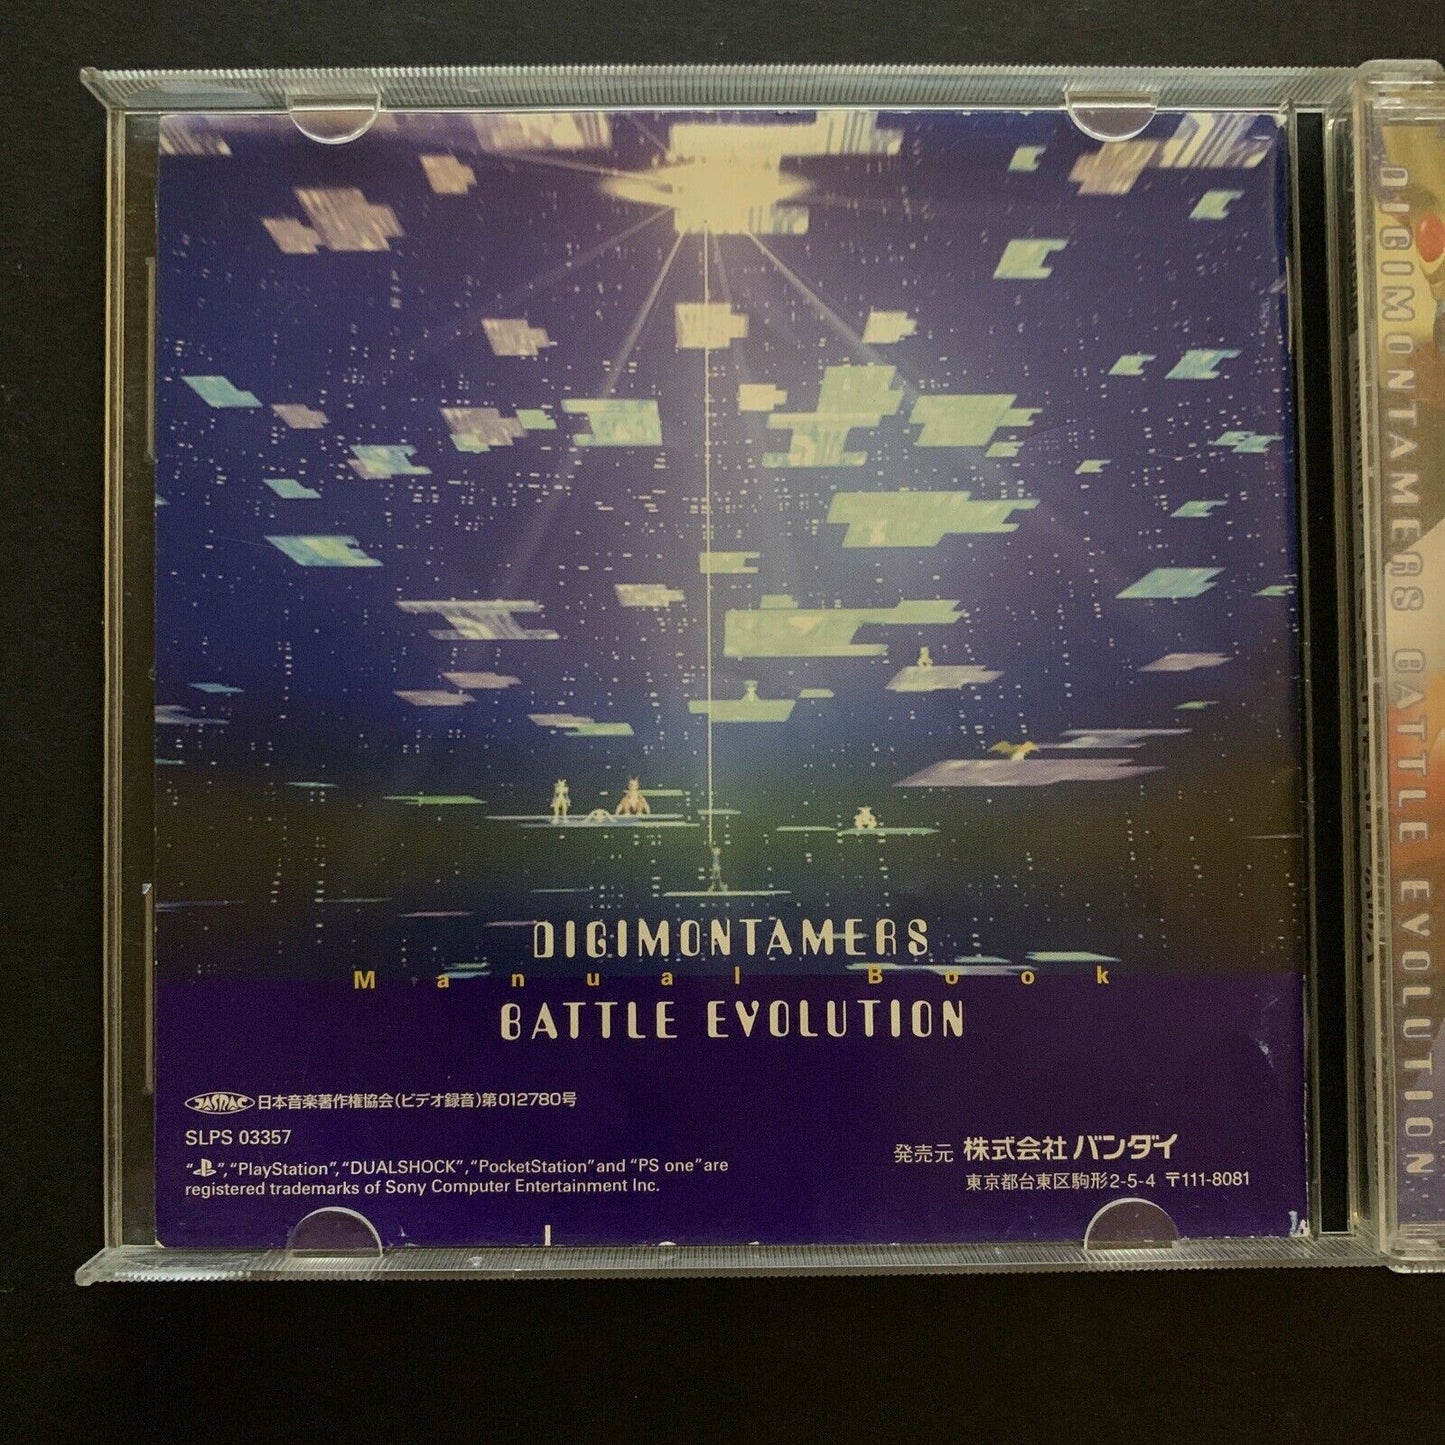 DIGIMONTAMERS
Manual Book
BATTLE EVOLUTION
JASRAC 日本音楽著作権協会(ビデオ録音)第012780号
SLPS 03357
“ ”, “PlayStation”, “DUALSHOCK”, “PocketStation” and “PS one” are
registered trademarks of Sony Computer Entertainment Inc.
発売元 株式会社 バンダイ
東京都台東区駒形2-5-4 〒111-8081
DIGIMONTAMERS BATTLE EVOLUTION